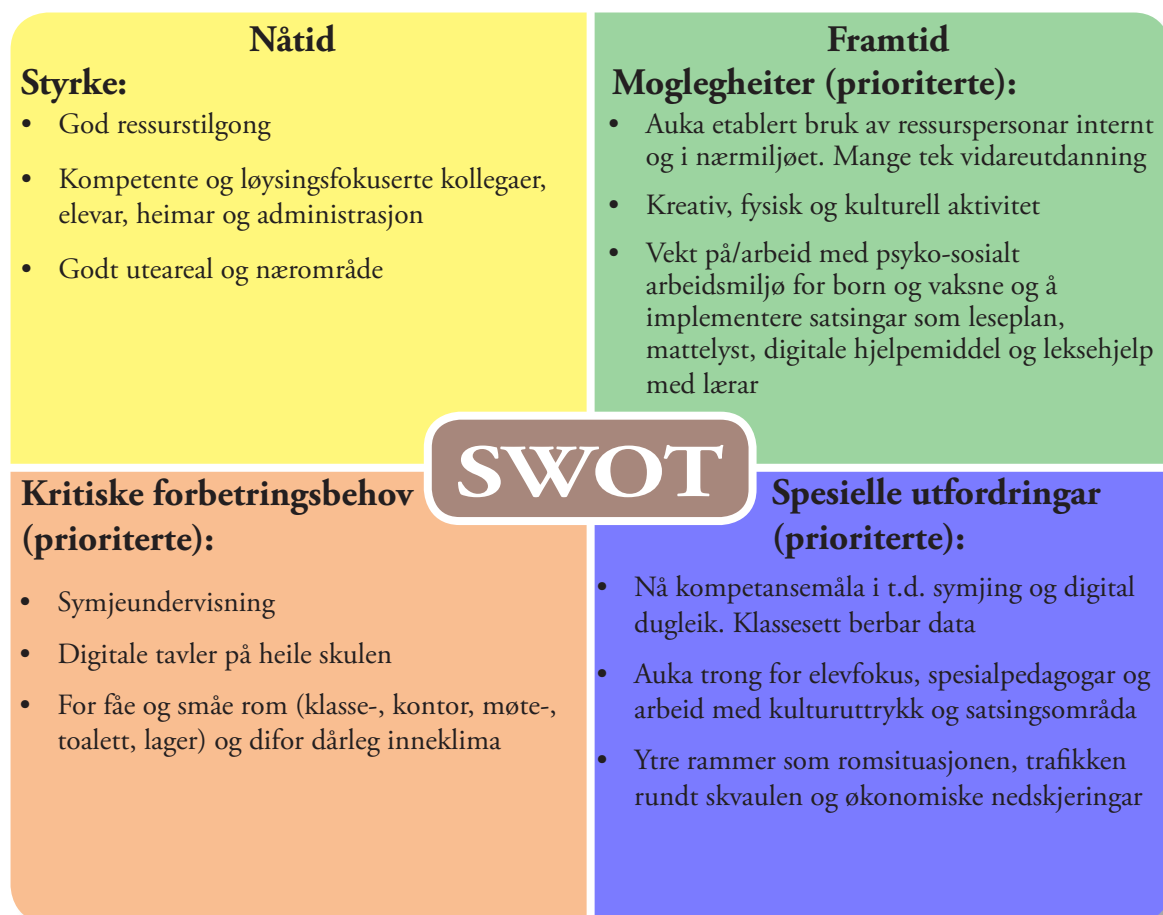 Nåtid
Styrke:
• God ressurstilgong
• Kompetente og løysingsfokuserte kollegaer,
elevar, heimar og administrasjon
• Godt uteareal og nærområde
Framtid
Moglegheiter (prioriterte):
• Auka etablert bruk av ressurspersonar internt
og i nærmiljøet. Mange tek vidareutdanning
• Kreativ, fysisk og kulturell aktivitet
• Vekt på/arbeid med psyko-sosialt
arbeidsmiljø for born og vaksne og å
implementere satsingar som leseplan,
mattelyst, digitale hjelpemiddel og leksehjelp
med lærar
SWOT
Kritiske forbetringsbehov
(prioriterte):
• Symjeundervisning
• Digitale tavler på heile skulen
• For fåe og småe rom (klasse-, kontor, møte-,
toalett, lager) og difor dårleg inneklima
Spesielle utfordringar
(prioriterte):
• Nå kompetansemåla i t.d. symjing og digital
dugleik. Klassesett berbar data
• Auka trong for elevfokus, spesialpedagogar og
arbeid med kulturuttrykk og satsingsområda
• Ytre rammer som romsituasjonen, trafikken
rundt skvaulen og økonomiske nedskjeringar